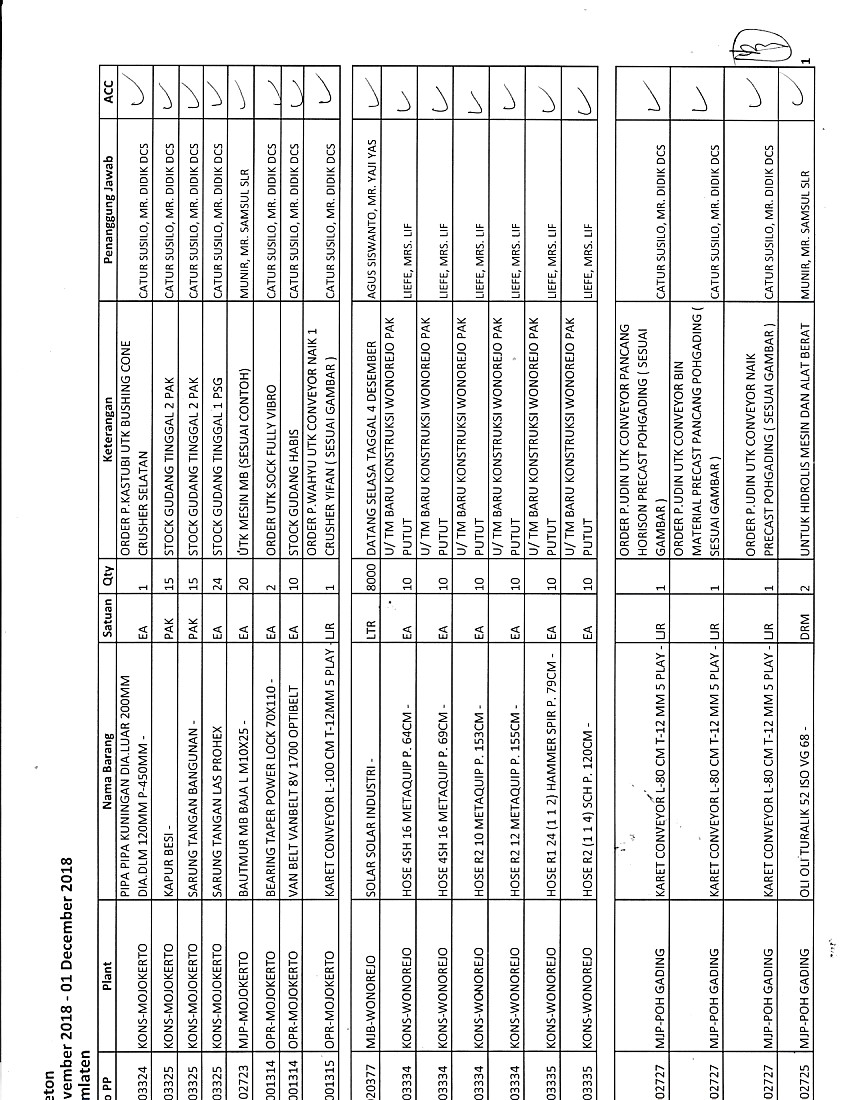 eton
vember 2018 - 01 December 2018
mlaten
o PP Plant Nama Barang Satuan Qty Keterangan Penanggung Jawab ACC
03324 KONS-MOJOKERTO PIPA PIPA KUNINGAN DIA.LUAR 200MM DIA.DLM 120MM P-450MM - EA 1 ORDER P.KASTUBI UTK BUSHING CONE CRUSHER SELATAN CATUR SUSILO, MR. DIDIK DCS
03325 KONS-MOJOKERTO KAPUR BESI - PAK 15 STOCK GUDANG TINGGAL 2 PAK CATUR SUSILO, MR. DIDIK DCS
03325 KONS-MOJOKERTO SARUNG TANGAN BANGUNAN - PAK 15 STOCK GUDANG TINGGAL 2 PAK CATUR SUSILO, MR. DIDIK DCS
03325 KONS-MOJOKERTO SARUNG TANGAN LAS PROHEX EA 24 STOCK GUDANG TINGGAL 1 PSG CATUR SUSILO, MR. DIDIK DCS
02723 MJP-MOJOKERTO BAUTMUR MB BAJA L M10X25 - EA 20 UTK MESIN MB (SESUAI CONTOH) MUNIR, MR. SAMSUL SLR
001314 OPR-MOJOKERTO BEARING TAPER POWER LOCK 70X110 - EA 2 ORDER UTK SOCK FULLY VIBRO CATUR SUSILO, MR. DIDIK DCS
001314 OPR-MOJOKERTO VAN BELT VANBELT 8V 1700 OPTIBELT EA 10 STOCK GUDANG HABIS CATUR SUSILO, MR. DIDIK DCS
001315 OPR-MOJOKERTO KARET CONVEYOR L-100 CM T-12MM 5 PLAY - LJR 1 ORDER P.WAHYU UTK CONVEYOR NAIK 1 CRUSHER YIFAN ( SESUAI GAMBAR ) CATUR SUSILO, MR. DIDIK DCS
020377 MJB-WONOREJO SOLAR SOLAR INDUSTRI - LTR 8000 DATANG SELASA TAGGAL 4 DESEMBER AGUS SISWANTO, MR. YAJI YAS
03334 KONS-WONOREJO HOSE 4SH 16 METAQUIP P. 64CM - EA 10 U/ TM BARU KONSTRUKSI WONOREJO PAK PUTUT LIEFE, MRS. LIF
03334 KONS-WONOREJO HOSE 4SH 16 METAQUIP P. 69CM - EA 10 U/ TM BARU KONSTRUKSI WONOREJO PAK PUTUT LIEFE, MRS. LIF
03334 KONS-WONOREJO HOSE R2 10 METAQUIP P. 153CM - EA 10 U/ TM BARU KONSTRUKSI WONOREJO PAK PUTUT LIEFE, MRS. LIF
03334 KONS-WONOREJO HOSE R2 12 METAQUIP P. 155CM - EA 10 U/ TM BARU KONSTRUKSI WONOREJO PAK PUTUT LIEFE, MRS. LIF
03335 KONS-WONOREJO HOSE R1 24 (1 1 2) HAMMER SPIR P. 79CM - EA 10 U/ TM BARU KONSTRUKSI WONOREJO PAK PUTUT LIEFE, MRS. LIF
03335 KONS-WONOREJO HOSE R2 (1 1 4) SCH P. 120CM - EA 10 U/ TM BARU KONSTRUKSI WONOREJO PAK PUTUT LIEFE, MRS. LIF
02727 MJP-POH GADING KARET CONVEYOR L-80 CM T-12 MM 5 PLAY - LJR 1 ORDER P.UDIN UTK CONVEYOR PANCANG HORISON PRECAST POHGADING ( SESUAI GAMBAR ) CATUR SUSILO, MR. DIDIK DCS
02727 MJP-POH GADING KARET CONVEYOR L-80 CM T-12 MM 5 PLAY - LJR 1 ORDER P.UDIN UTK CONVEYOR BIN MATERIAL PRECAST PANCANG POHGADING ( SESUAI GAMBAR ) CATUR SUSILO, MR. DIDIK DCS
02727 MJP-POH GADING KARET CONVEYOR L-80 CM T-12 MM 5 PLAY - LJR 1 ORDER P.UDIN UTK CONVEYOR NAIK PRECAST POHGADING ( SESUAI GAMBAR ) CATUR SUSILO, MR. DIDIK DCS
02725 MJP-POH GADING OLI OLI TURALIK 52 ISO VG 68 - DRM 2 UNTUK HIDROLIS MESIN DAN ALAT BERAT MUNIR, MR. SAMSUL SLR
1